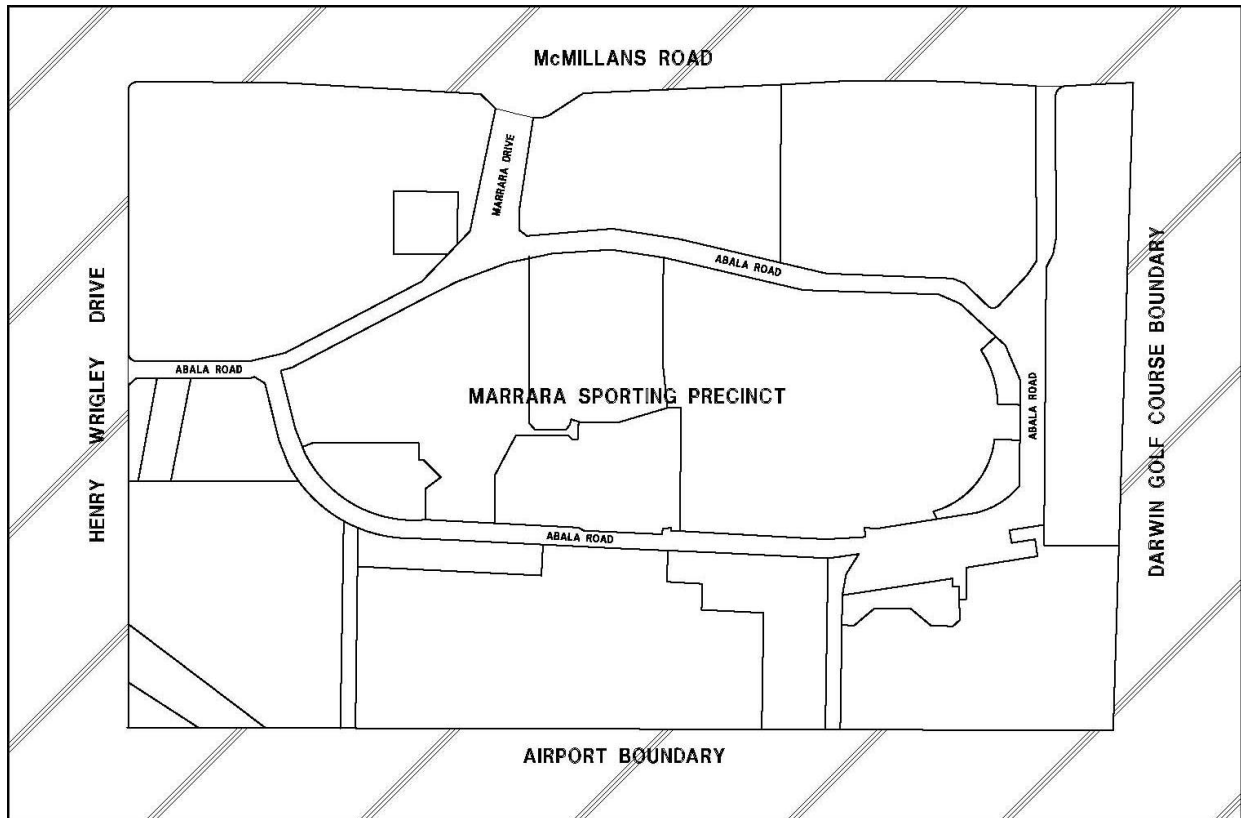 McMILLANS ROAD
MARRARA DRIVE
ABALA ROAD
HENRY WRIGLEY DRIVE
ABALA ROAD
MARRARA SPORTING PRECINCT
ABALA ROAD
DARWIN GOLF COURSE BOUNDARY
ABALA ROAD
AIRPORT BOUNDARY